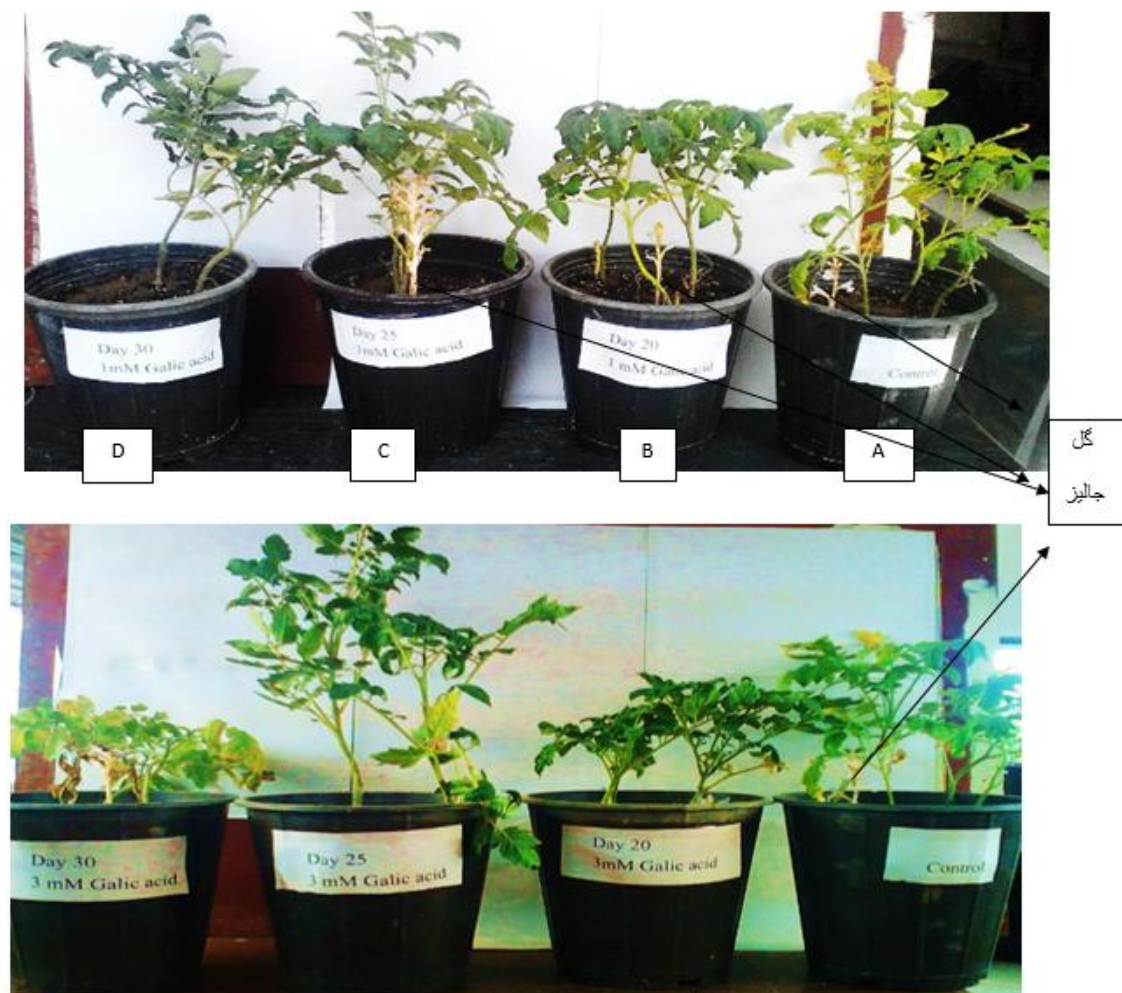 Day 30
1mM Galic acid
Day 25
1mM Galic acid
Day 20
1 mM Galic acid
Control
D
C
B
A
گل
جالیز
Day 30
3 mM Galic acid
Day 25
3 mM Galic acid
Day 20
3mM Galic acid
Control